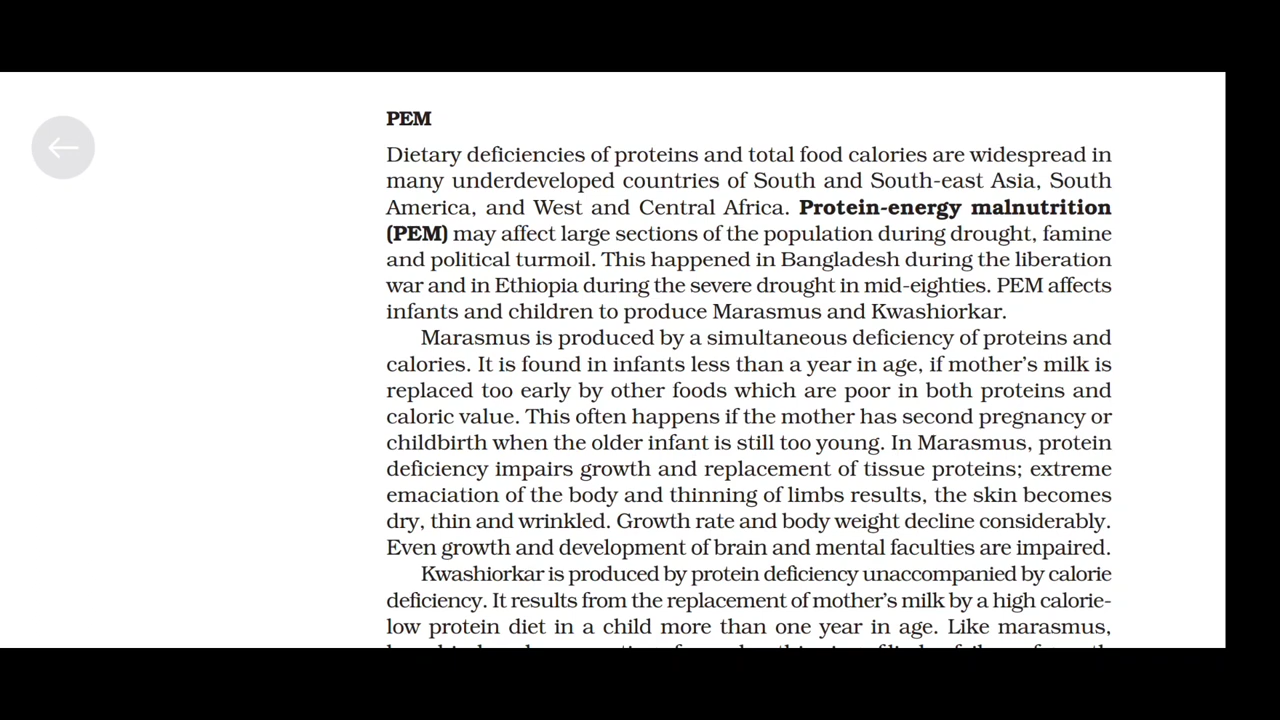 PEM
Dietary deficiencies of proteins and total food calories are widespread in
many underdeveloped countries of South and South-east Asia, South
America, and West and Central Africa. Protein-energy malnutrition
(PEM) may affect large sections of the population during drought, famine
and political turmoil. This happened in Bangladesh during the liberation
war and in Ethiopia during the severe drought in mid-eighties. PEM affects
infants and children to produce Marasmus and Kwashiorkar.
Marasmus is produced by a simultaneous deficiency of proteins and
calories. It is found in infants less than a year in age, if mother's milk is
replaced too early by other foods which are poor in both proteins and
caloric value. This often happens if the mother has second pregnancy or
childbirth when the older infant is still too young. In Marasmus, protein
deficiency impairs growth and replacement of tissue proteins; extreme
emaciation of the body and thinning of limbs results, the skin becomes
dry, thin and wrinkled. Growth rate and body weight decline considerably.
Even growth and development of brain and mental faculties are impaired.
Kwashiorkar is produced by protein deficiency unaccompanied by calorie
deficiency. It results from the replacement of mother's milk by a high calorie-
low protein diet in a child more than one year in age. Like marasmus,